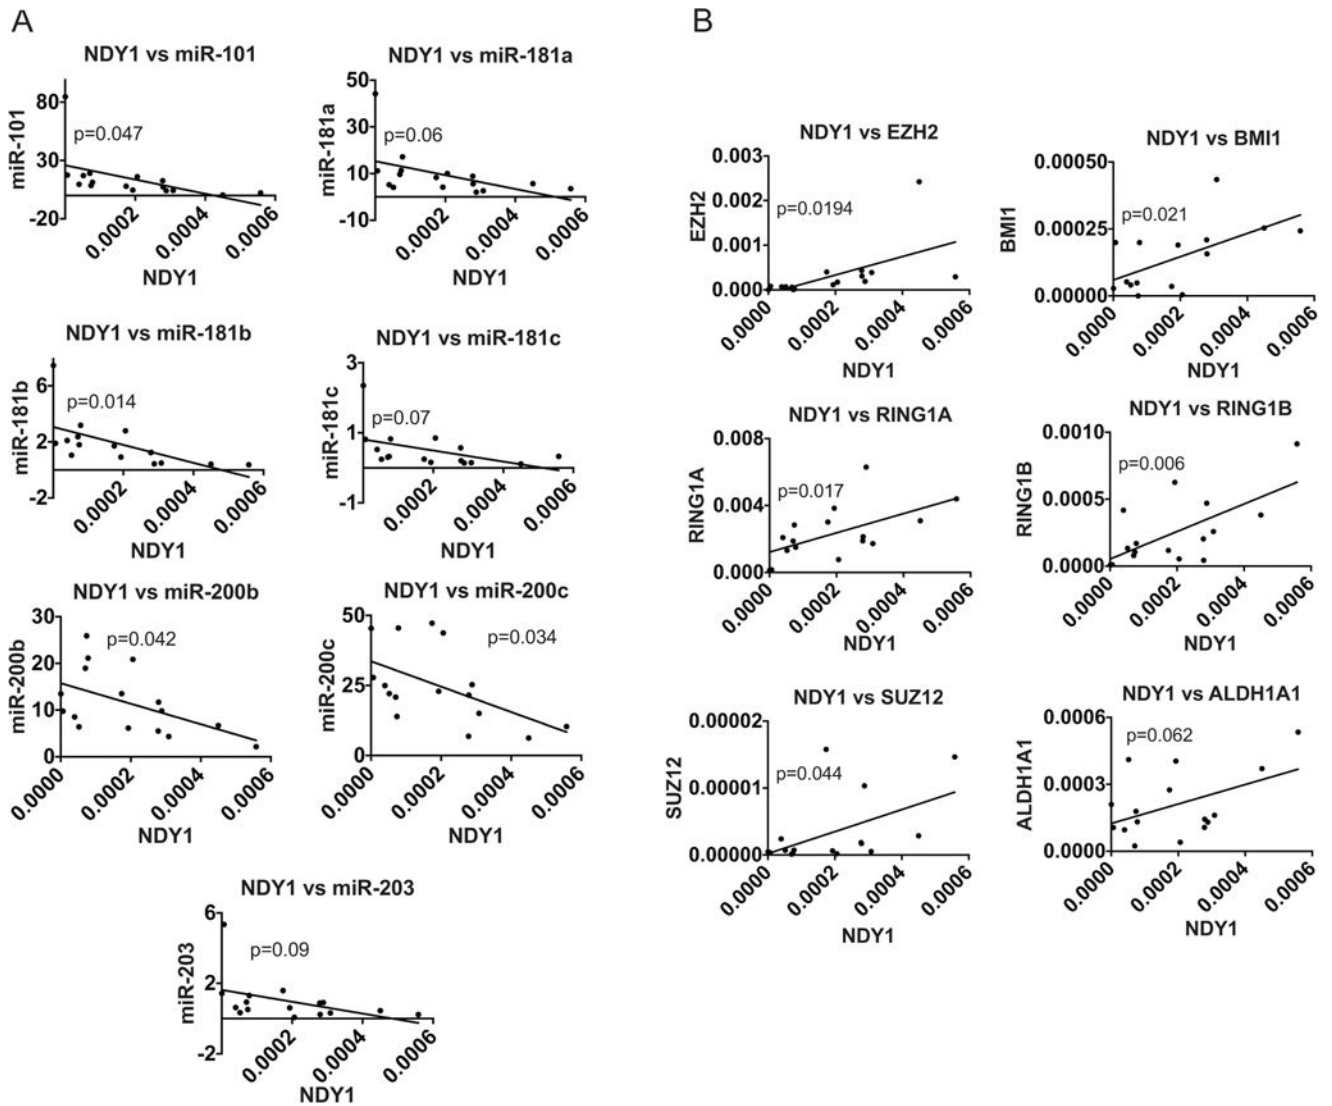 A
NDY1 vs miR-101
miR-101
80
30
-20
p=0.047
0.0002
0.0004
0.0006
NDY1
NDY1 vs miR-181a
miR-181a
50
30
10
-10
p=0.06
0.0002
0.0004
0.0006
NDY1
NDY1 vs miR-181b
miR-181b
6
2
-2
p=0.014
0.0002
0.0004
0.0006
NDY1
NDY1 vs miR-181c
miR-181c
3
1
-1
p=0.07
0.0002
0.0004
0.0006
NDY1
NDY1 vs miR-200b
miR-200b
30
20
10
0
p=0.042
0.0000
0.0002
0.0004
0.0006
NDY1
NDY1 vs miR-200c
miR-200c
50
25
0
p=0.034
0.0000
0.0002
0.0004
0.0006
NDY1
NDY1 vs miR-203
miR-203
6
2
-2
p=0.09
0.0002
0.0004
0.0006
NDY1
B
NDY1 vs EZH2
EZH2
0.003
0.002
0.001
0.000
p=0.0194
0.0000
0.0002
0.0004
0.0006
NDY1
NDY1 vs BMI1
BMI1
0.00050
0.00025
0.00000
p=0.021
0.0000
0.0002
0.0004
0.0006
NDY1
NDY1 vs RING1A
RING1A
0.008
0.004
0.000
p=0.017
0.0000
0.0002
0.0004
0.0006
NDY1
NDY1 vs RING1B
RING1B
0.0010
0.0005
0.0000
p=0.006
0.0000
0.0002
0.0004
0.0006
NDY1
NDY1 vs SUZ12
SUZ12
0.00002
0.00001
0.00000
p=0.044
0.0000
0.0002
0.0004
0.0006
NDY1
NDY1 vs ALDH1A1
ALDH1A1
0.0006
0.0003
0.0000
p=0.062
0.0000
0.0002
0.0004
0.0006
NDY1